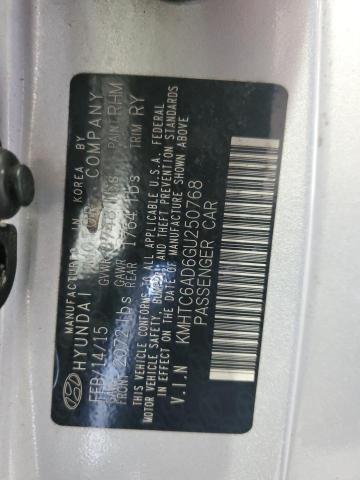 MANUFACTURED IN KOREA BY
HYUNDAI COMPANY
FEB/14/15 GVWR PAINT RHM
FRONT 2072 lbs GAWR REAR 1764 lbs TRIM RY
THIS VEHICLE CONFORMS TO ALL APPLICABLE U.S.A. FEDERAL
MOTOR VEHICLE SAFETY, BUMPER, AND THEFT PREVENTION STANDARDS
IN EFFECT ON THE DATE OF MANUFACTURE SHOWN ABOVE
V.I.N KMHTC6AD6GU250768
PASSENGER CAR